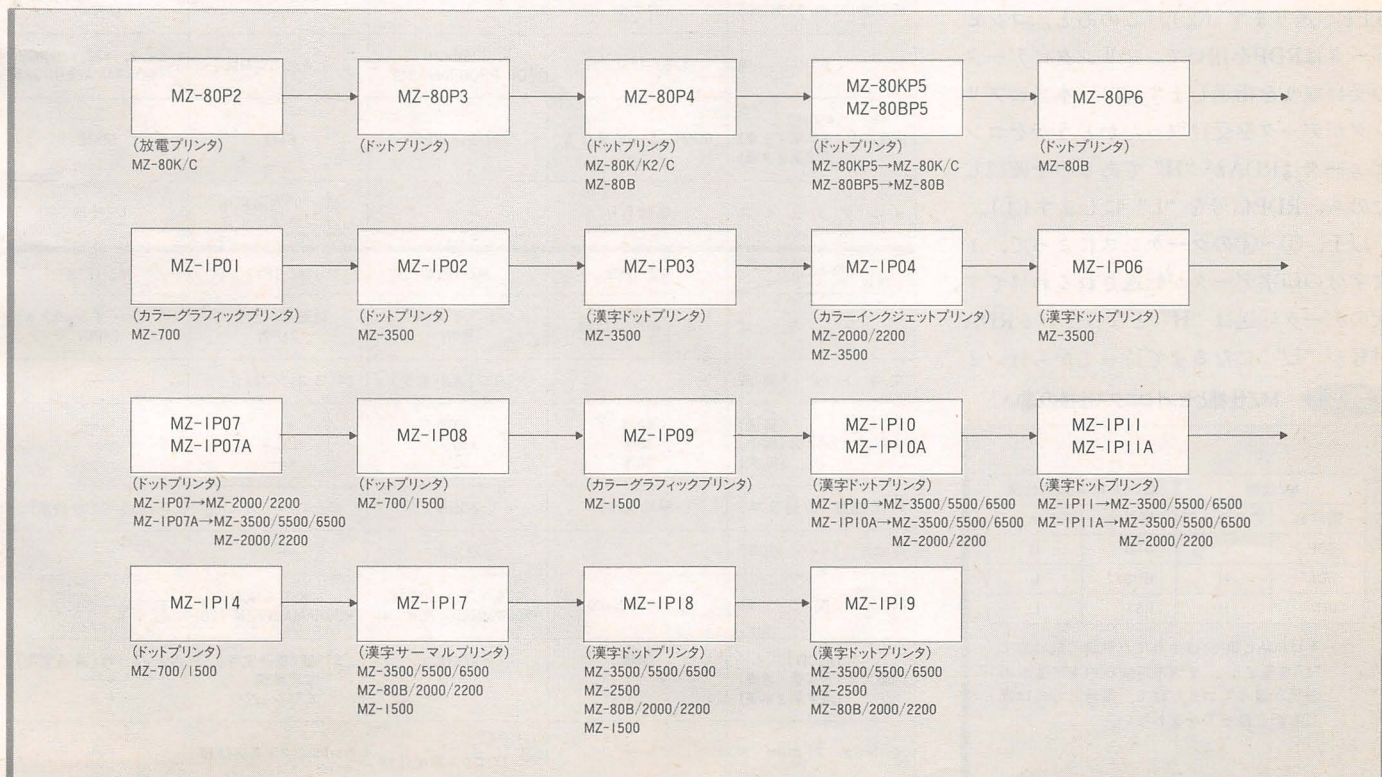 MZ-80P2
MZ-80P3
MZ-80P4
MZ-80KP5
MZ-80BP5
MZ-80P6
(放電プリンタ)
MZ-80K/C
(ドットプリンタ)
(ドットプリンタ)
MZ-80K/K2/C
MZ-80B
(ドットプリンタ)
MZ-80KP5→MZ-80K/C
MZ-80BP5→MZ-80B
(ドットプリンタ)
MZ-80B
MZ-1P01
MZ-1P02
MZ-1P03
MZ-1P04
MZ-1P06
(カラーグラフィックプリンタ)
MZ-700
(ドットプリンタ)
MZ-3500
(漢字ドットプリンタ)
MZ-3500
(カラーインクジェットプリンタ)
MZ-2000/2200
MZ-3500
(漢字ドットプリンタ)
MZ-3500
MZ-1P07
MZ-1P07A
MZ-1P08
MZ-1P09
MZ-1P10
MZ-1P10A
MZ-1P11
MZ-1P11A
(ドットプリンタ)
MZ-1P07→MZ-2000/2200
MZ-1P07A→MZ-3500/5500/6500
MZ-2000/2200
(ドットプリンタ)
MZ-700/1500
(カラーグラフィックプリンタ)
MZ-1500
(漢字ドットプリンタ)
MZ-1P10→MZ-3500/5500/6500
MZ-1P10A→MZ-3500/5500/6500
MZ-2000/2200
(漢字ドットプリンタ)
MZ-1P11→MZ-3500/5500/6500
MZ-1P11A→MZ-3500/5500/6500
MZ-2000/2200
MZ-1P14
MZ-1P17
MZ-1P18
MZ-1P19
(ドットプリンタ)
MZ-700/1500
(漢字サーマルプリンタ)
MZ-3500/5500/6500
MZ-80B/2000/2200
MZ-1500
(漢字ドットプリンタ)
MZ-3500/5500/6500
MZ-2500
MZ-80B/2000/2200
MZ-1500
(漢字ドットプリンタ)
MZ-3500/5500/6500
MZ-2500
MZ-80B/2000/2200